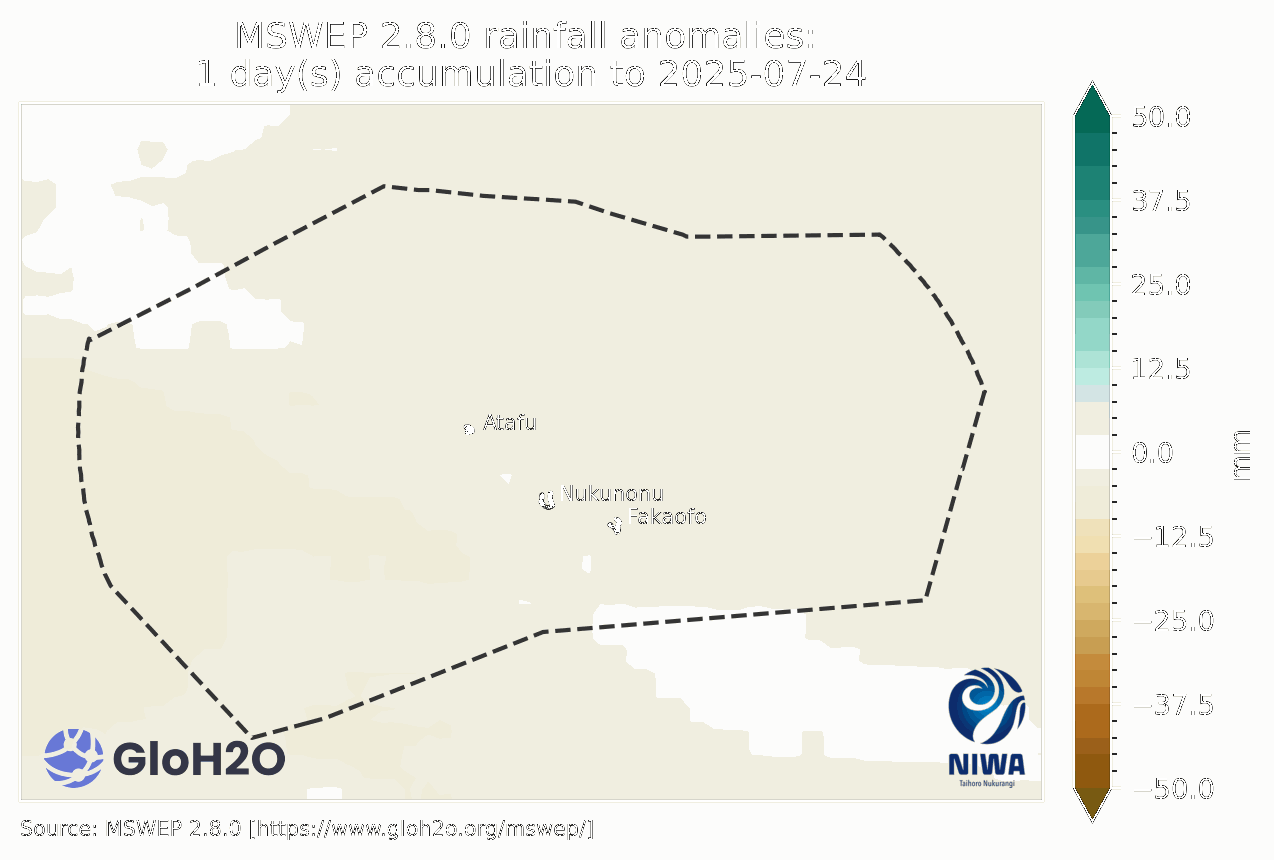 MSWEP 2.8.0 rainfall anomalies:
1 day(s) accumulation to 2025-07-24
50.0
37.5
25.0
12.5
0.0
−12.5
−25.0
−37.5
−50.0
mm
Atafu
Nukunonu
Fakaofo
GloH2O
NIWA
Taihoro Nukurangi
Source: MSWEP 2.8.0 [https://www.gloh2o.org/mswep/]